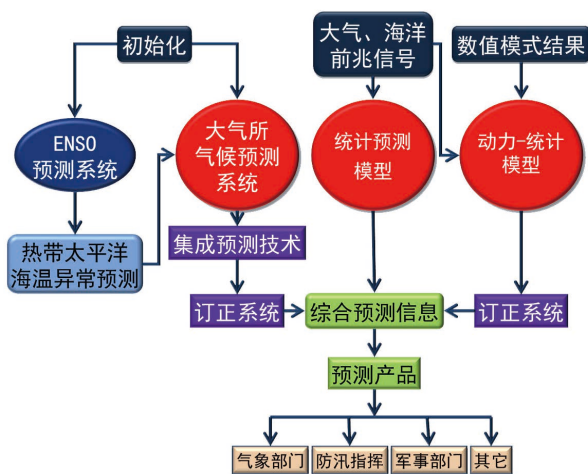 初始化
大气、海洋
前兆信号
数值模式结果
ENSO
预测系统
大气所
气候预测
系统
统计预测
模型
动力-统计
模型
热带太平洋
海温异常预测
集成预测技术
订正系统
综合预测信息
订正系统
预测产品
气象部门
防汛指挥
军事部门
其它